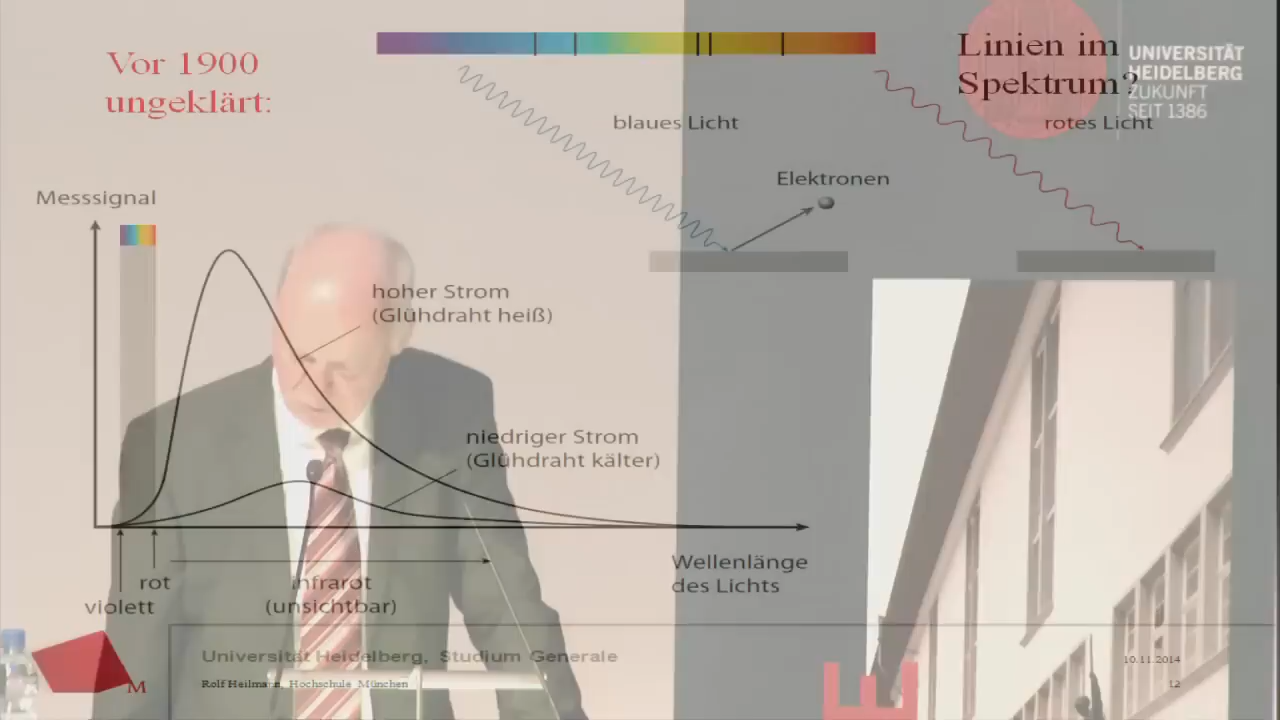 Vor 1900
ungeklärt:
Linien im
Spektrum?
UNIVERSITÄT
HEIDELBERG
ZUKUNFT
SEIT 1386
blaues Licht
rotes Licht
Elektronen
Messsignal
hoher Strom
(Glühdraht heiß)
niedriger Strom
(Glühdraht kälter)
Wellenlänge
des Lichts
rot
infrarot
violett
(unsichtbar)
Universität Heidelberg, Studium Generale
10.11.2014
M
Rolf Heilmann, Hochschule München
12